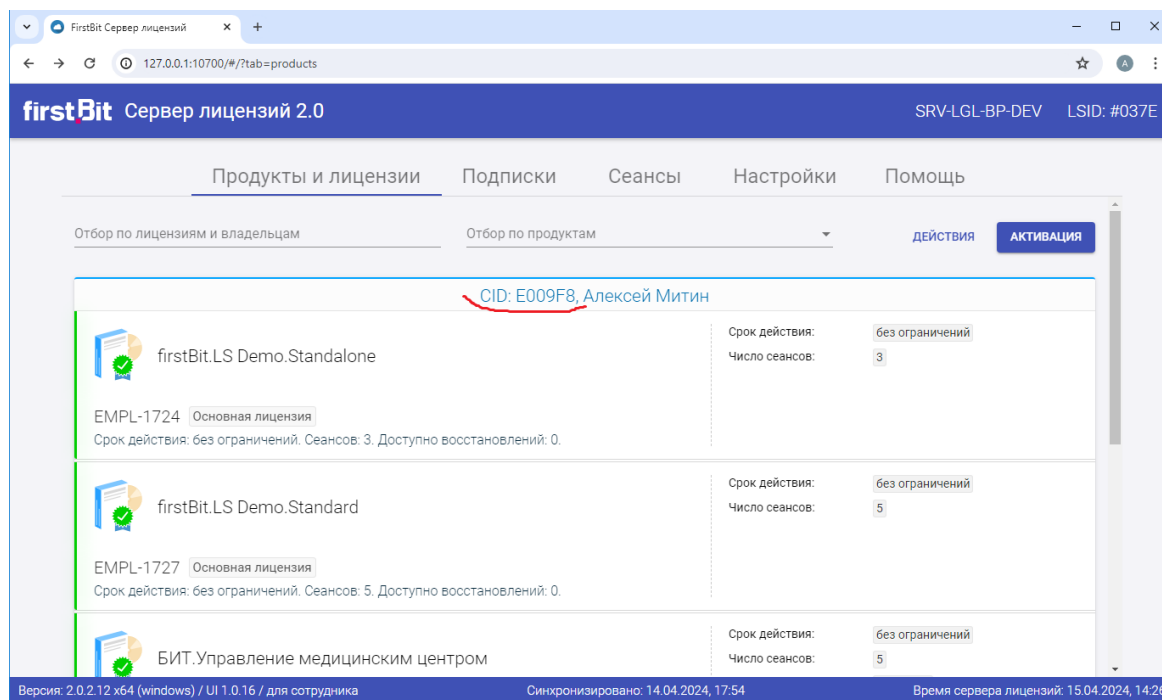 FirstBit Сервер лицензий
127.0.0.1:10700/#/?tab=products
A
first.Bit Сервер лицензий 2.0 SRV-LGL-BP-DEV LSID: #037E
Продукты и лицензии Подписки Сеансы Настройки Помощь
Отбор по лицензиям и владельцам Отбор по продуктам ДЕЙСТВИЯ АКТИВАЦИЯ
CID: E009F8, Алексей Митин
firstBit.LS Demo.Standalone
Срок действия: без ограничений
Число сеансов: 3
EMPL-1724 Основная лицензия
Срок действия: без ограничений. Сеансов: 3. Доступно восстановлений: 0.
firstBit.LS Demo.Standard
Срок действия: без ограничений
Число сеансов: 5
EMPL-1727 Основная лицензия
Срок действия: без ограничений. Сеансов: 5. Доступно восстановлений: 0.
БИТ.Управление медицинским центром
Срок действия: без ограничений
Число сеансов: 5
Версия: 2.0.2.12 x64 (windows) / UI 1.0.16 / для сотрудника Синхронизировано: 14.04.2024, 17:54 Время сервера лицензий: 15.04.2024, 14:26